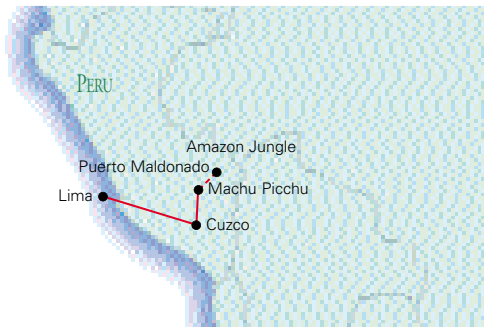 PERU
Amazon Jungle
Puerto Maldonado
Machu Picchu
Lima
Cuzco